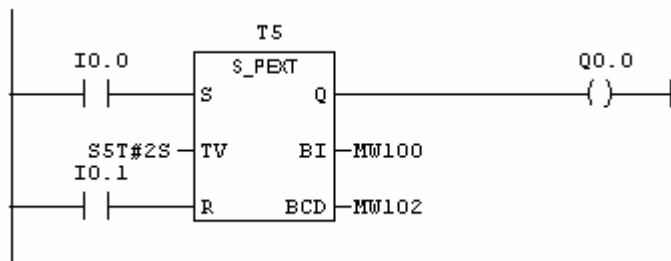 T5
I0.0 S_PEXT Q0.0
S Q
S5T#2S TV BI MW100
I0.1
R BCD MW102